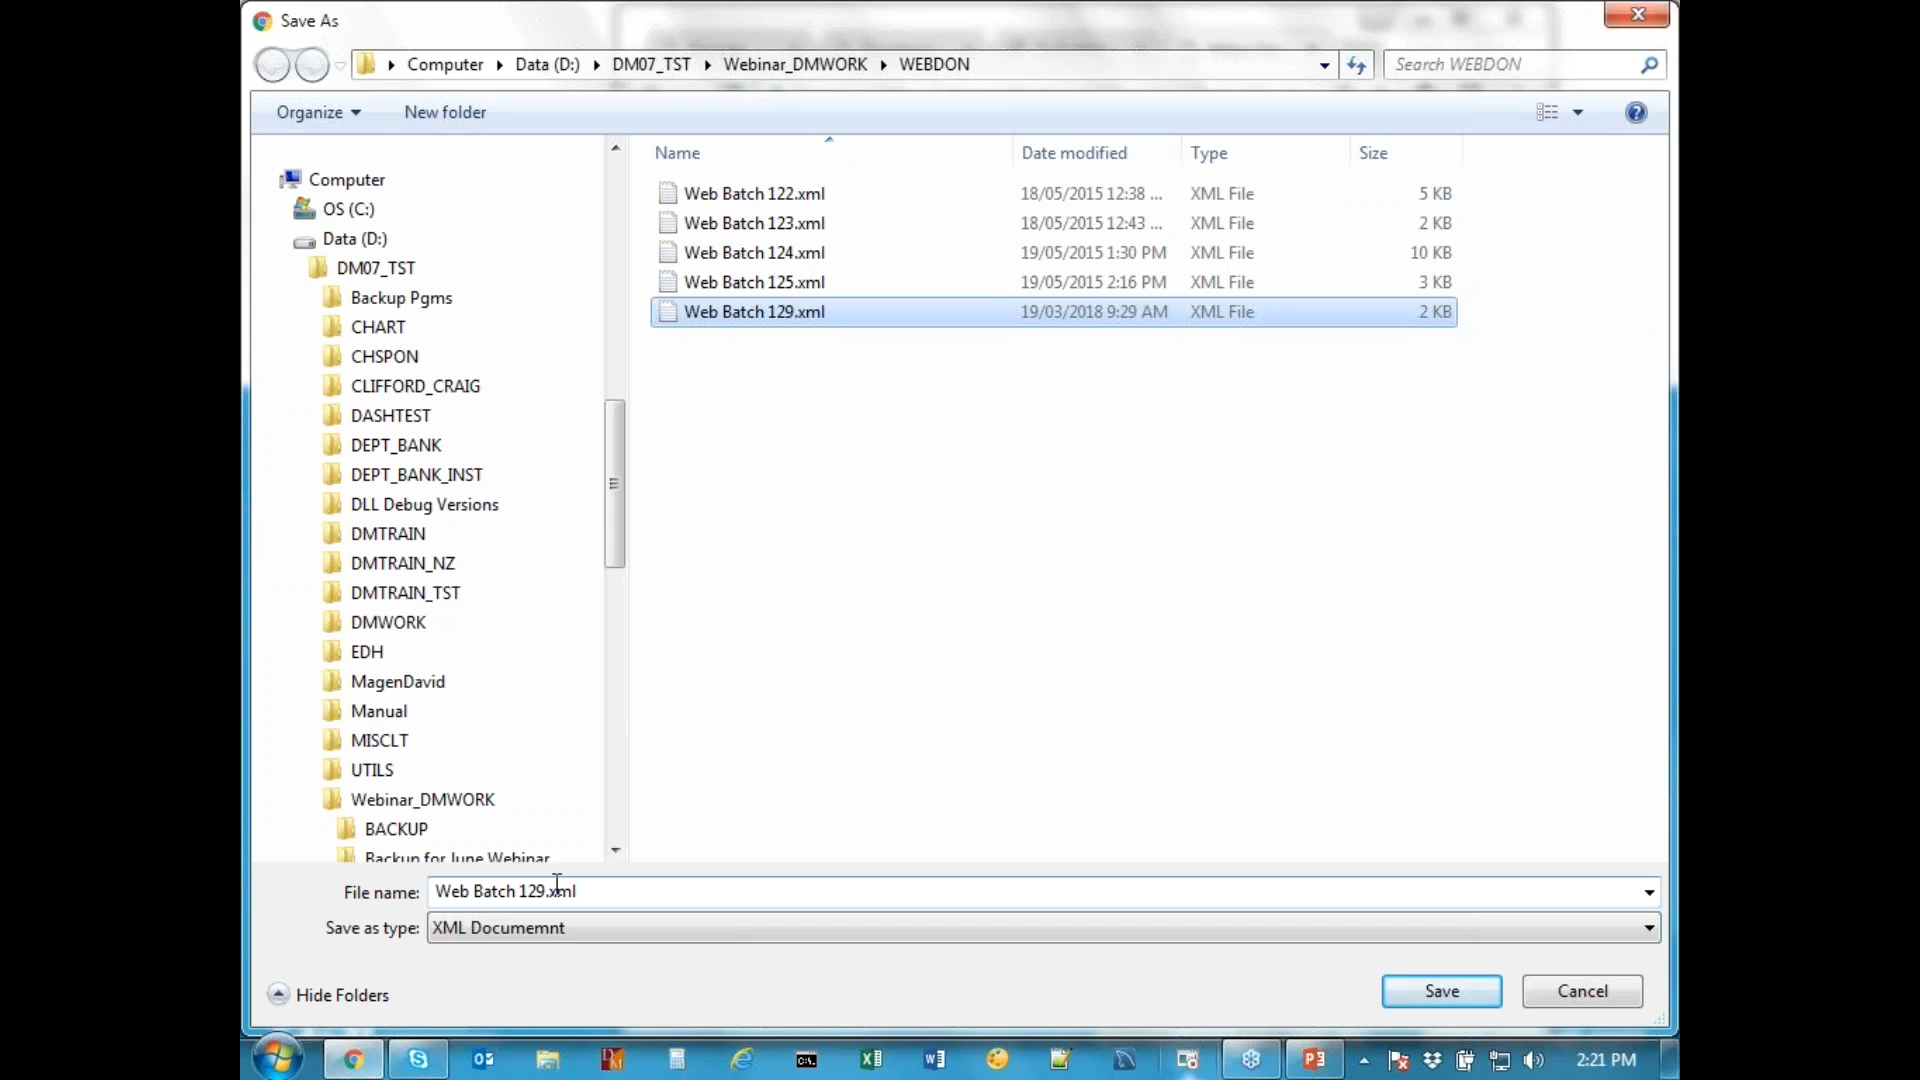 Save As
Computer Data (D:) DM07_TST Webinar_DMWORK WEBDON
Search WEBDON
Organize New folder
Name Date modified Type Size
Web Batch 122.xml 18/05/2015 12:38 ... XML File 5 KB
Web Batch 123.xml 18/05/2015 12:43 ... XML File 2 KB
Web Batch 124.xml 19/05/2015 1:30 PM XML File 10 KB
Web Batch 125.xml 19/05/2015 2:16 PM XML File 3 KB
Web Batch 129.xml 19/03/2018 9:29 AM XML File 2 KB
Computer
OS (C:)
Data (D:)
DM07_TST
Backup Pgms
CHART
CHSPON
CLIFFORD_CRAIG
DASHTEST
DEPT_BANK
DEPT_BANK_INST
DLL Debug Versions
DMTRAIN
DMTRAIN_NZ
DMTRAIN_TST
DMWORK
EDH
MagenDavid
Manual
MISCLT
UTILS
Webinar_DMWORK
BACKUP
Backup for June Webinar
File name: Web Batch 129.xml
Save as type: XML Documemnt
Hide Folders
Save Cancel
2:21 PM